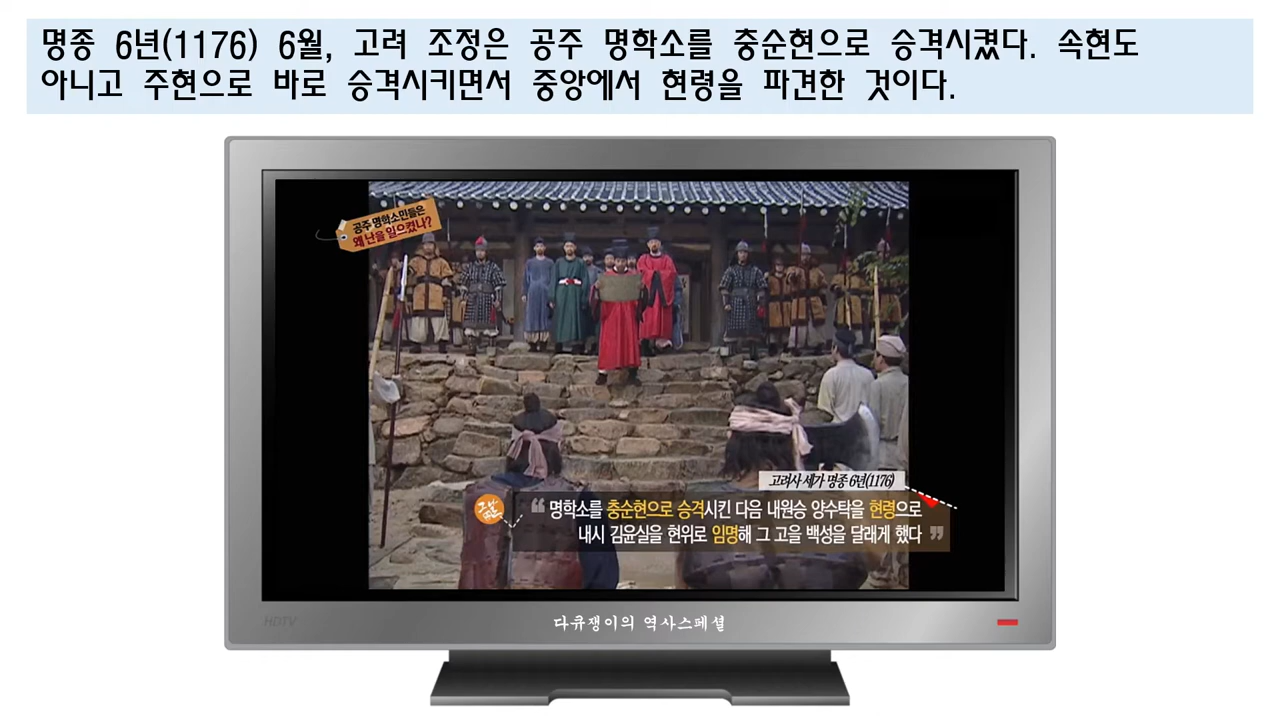 명종 6년(1176) 6월, 고려 조정은 공주 명학소를 충순현으로 승격시켰다. 속현도
아니고 주현으로 바로 승격시키면서 중앙에서 현령을 파견한 것이다.
공주 명학소민들은
왜 난을 일으켰나?
고려사 세가 명종 6년(1176)
❝ 명학소를 충순현으로 승격시킨 다음 내원승 양수탁을 현령으로
내시 김윤실을 현위로 임명해 그 고을 백성을 달래게 했다 ❞
HDTV
다큐쟁이의 역사스페셜